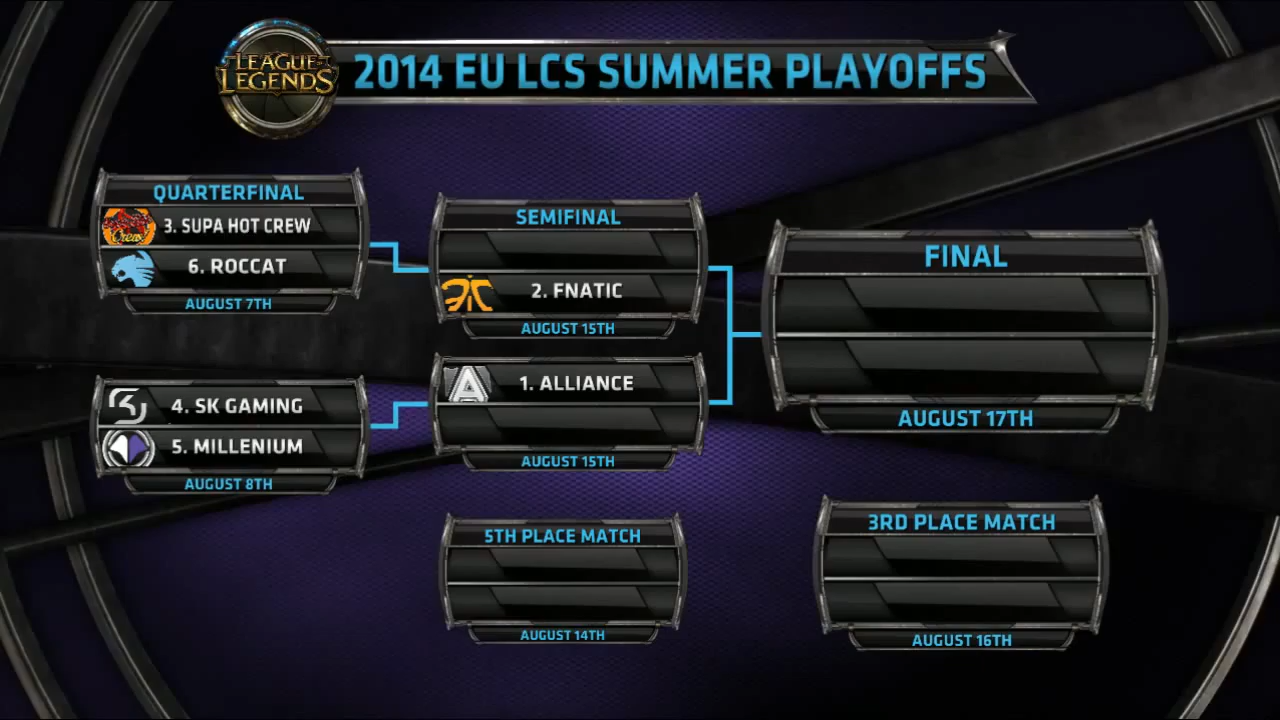 LEAGUE OF LEGENDS
2014 EU LCS SUMMER PLAYOFFS
QUARTERFINAL
Crew
3. SUPA HOT CREW
6. ROCCAT
AUGUST 7TH
4. SK GAMING
5. MILLENIUM
AUGUST 8TH
SEMIFINAL
2. FNATIC
AUGUST 15TH
A
1. ALLIANCE
AUGUST 15TH
FINAL
AUGUST 17TH
5TH PLACE MATCH
AUGUST 14TH
3RD PLACE MATCH
AUGUST 16TH